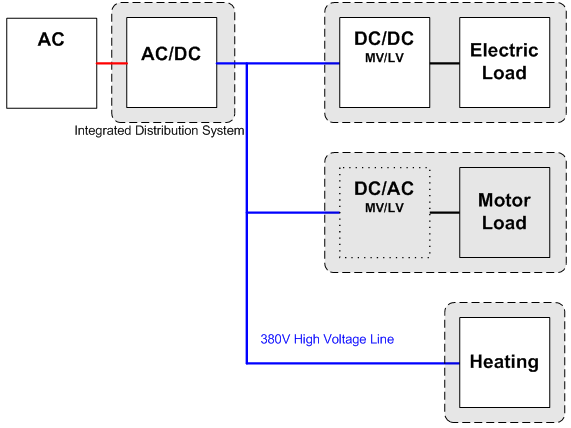 AC
AC/DC
Integrated Distribution System
DC/DC
MV/LV
Electric
Load
DC/AC
MV/LV
Motor
Load
380V High Voltage Line
Heating